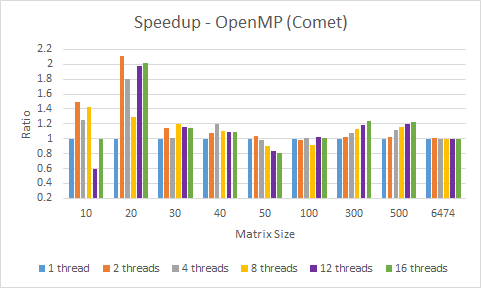 Speedup - OpenMP (Comet)
2.2
2
1.8
1.6
1.4
1.2
1
0.8
0.6
0.4
0.2
Ratio
10 20 30 40 50 100 300 500 6474
Matrix Size
1 thread 2 threads 4 threads 8 threads 12 threads 16 threads